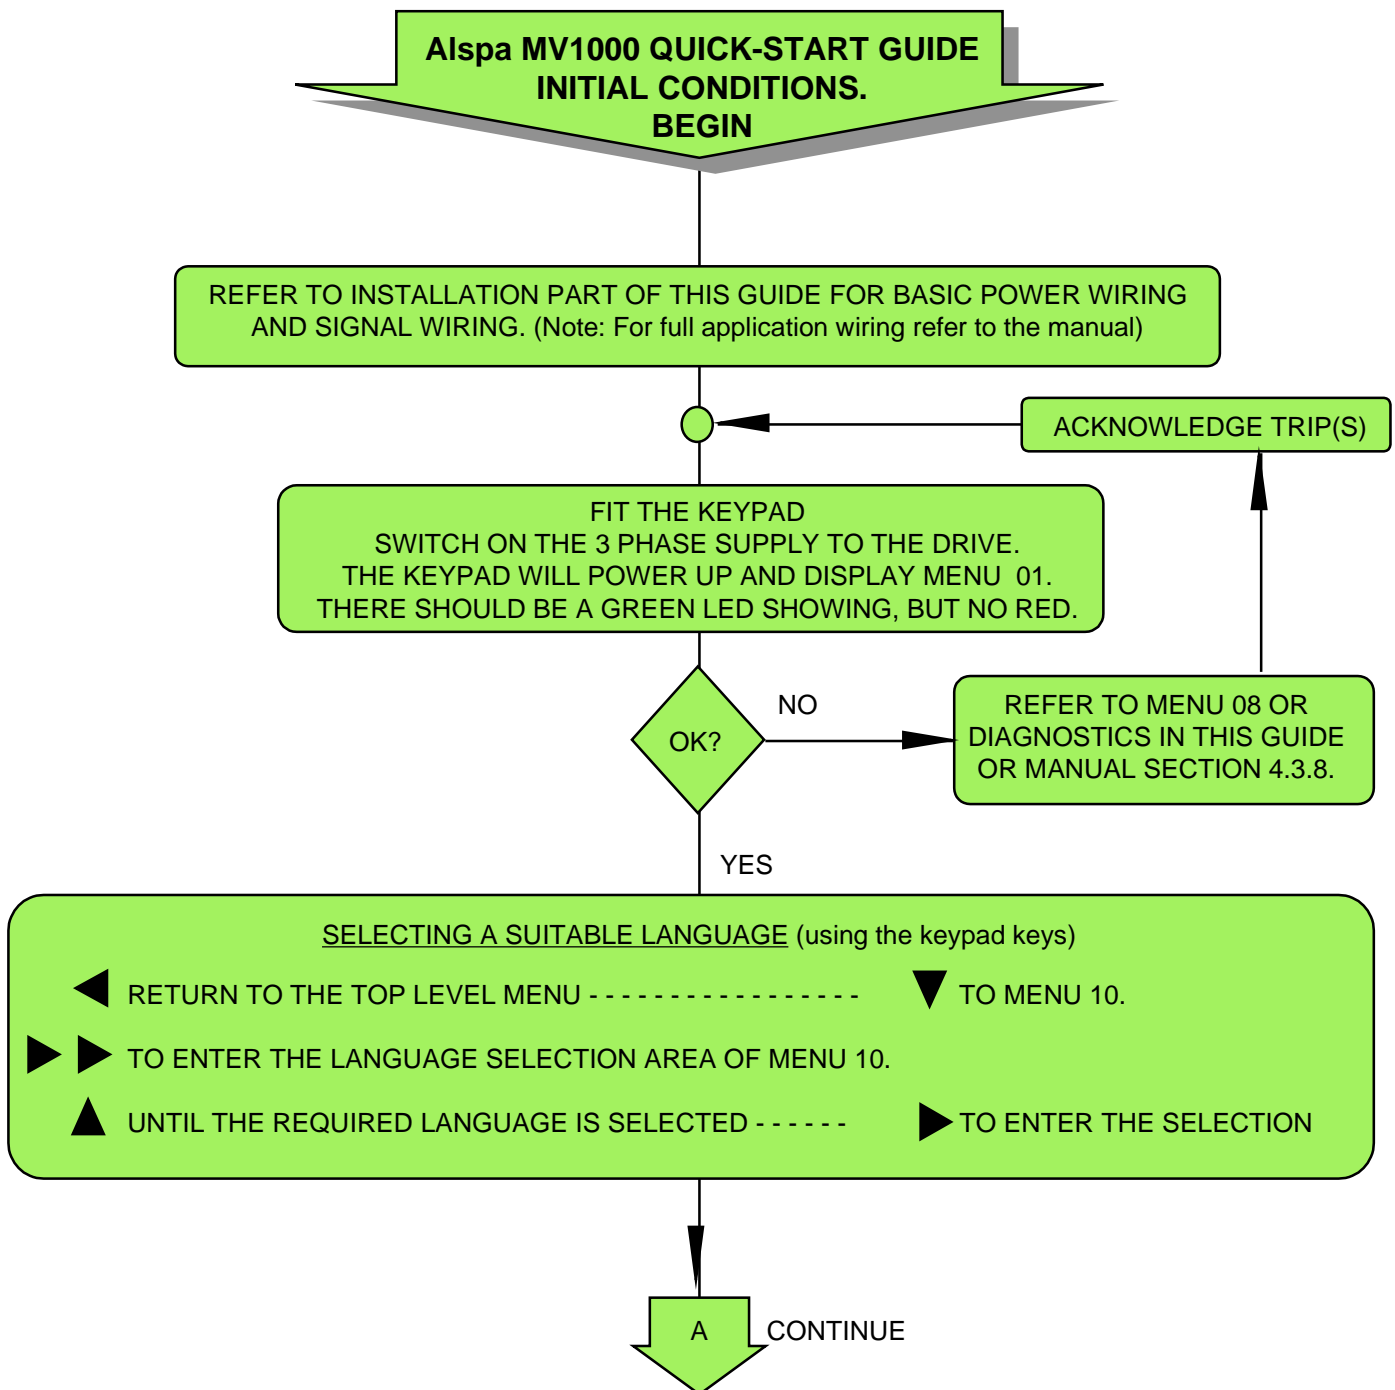 Alspa MV1000 QUICK-START GUIDE
INITIAL CONDITIONS.
BEGIN
REFER TO INSTALLATION PART OF THIS GUIDE FOR BASIC POWER WIRING
AND SIGNAL WIRING. (Note: For full application wiring refer to the manual)
ACKNOWLEDGE TRIP(S)
FIT THE KEYPAD
SWITCH ON THE 3 PHASE SUPPLY TO THE DRIVE.
THE KEYPAD WILL POWER UP AND DISPLAY MENU 01.
THERE SHOULD BE A GREEN LED SHOWING, BUT NO RED.
OK?
NO
REFER TO MENU 08 OR
DIAGNOSTICS IN THIS GUIDE
OR MANUAL SECTION 4.3.8.
YES
SELECTING A SUITABLE LANGUAGE (using the keypad keys)
RETURN TO THE TOP LEVEL MENU - - - - - - - - - - - - - - - - - TO MENU 10.
TO ENTER THE LANGUAGE SELECTION AREA OF MENU 10.
UNTIL THE REQUIRED LANGUAGE IS SELECTED - - - - - - TO ENTER THE SELECTION
A
CONTINUE